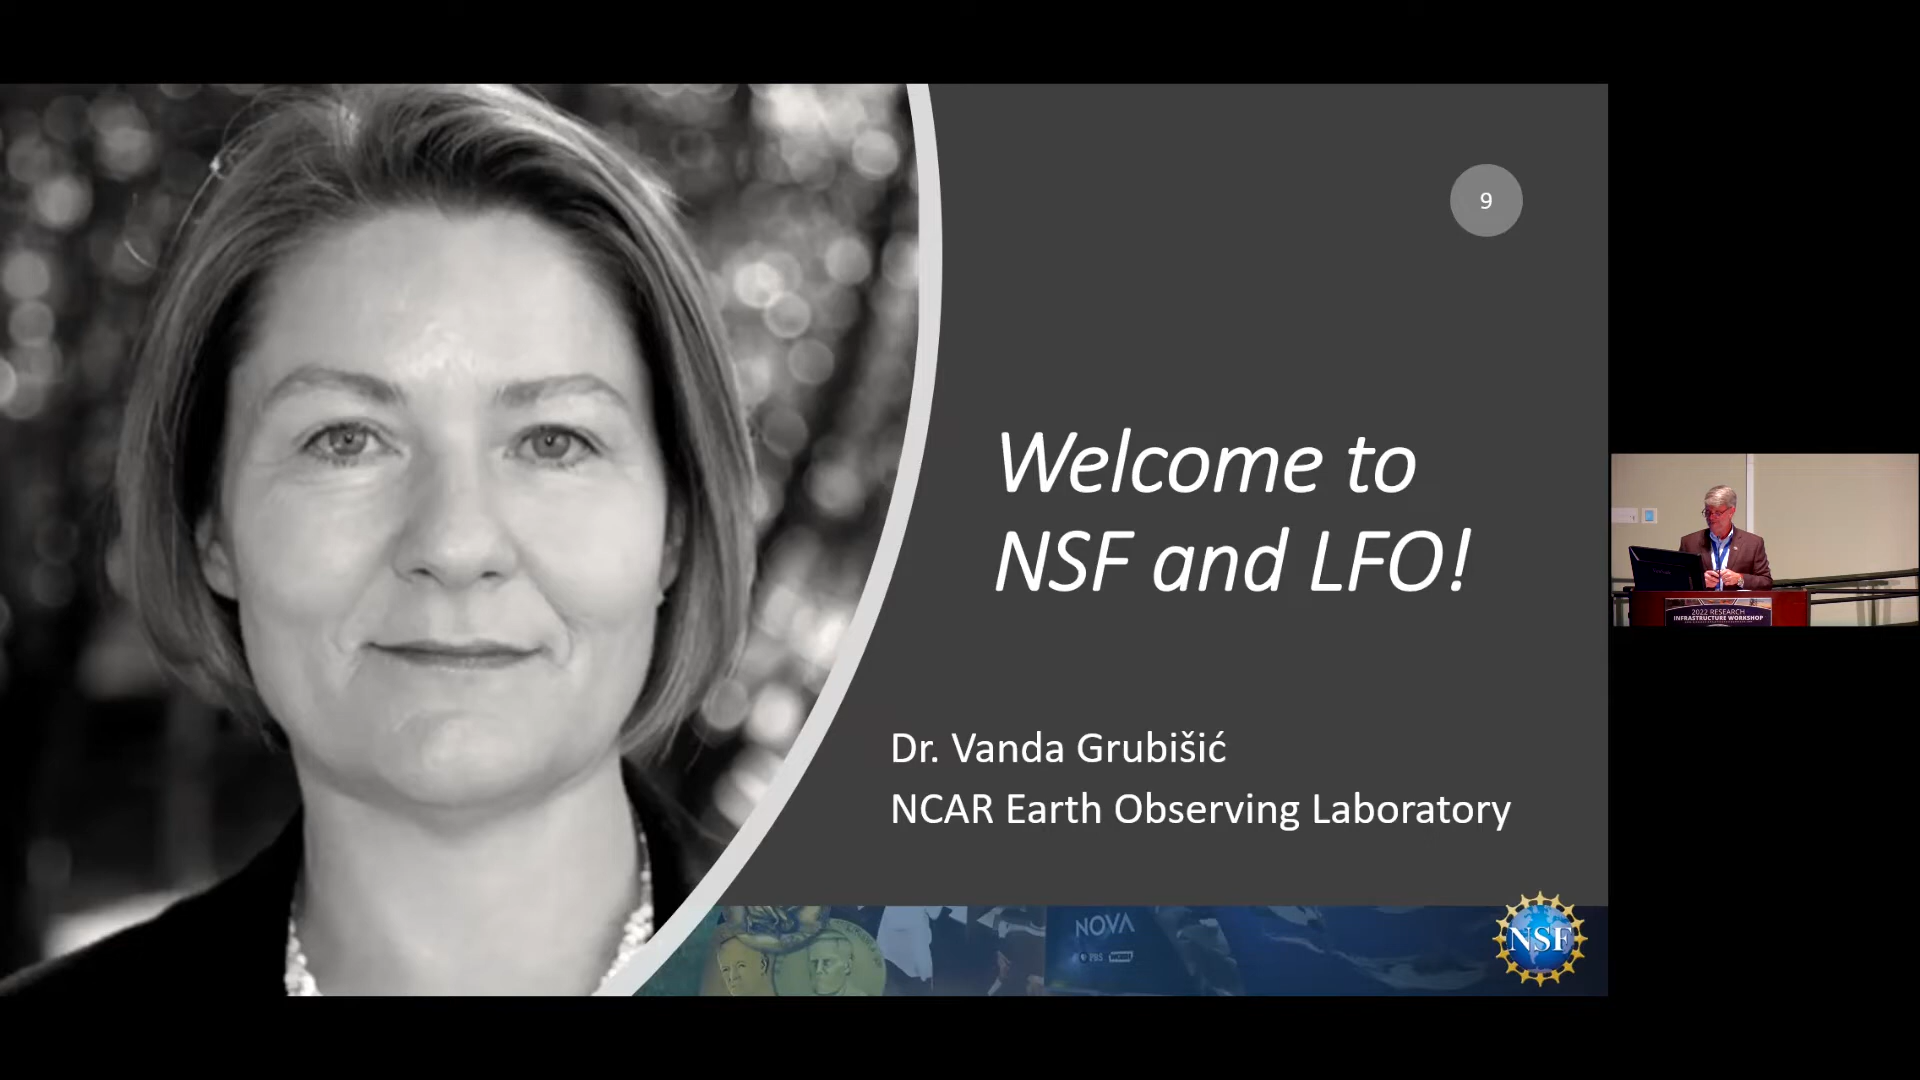 9
Welcome to
NSF and LFO!
Dr. Vanda Grubišić
NCAR Earth Observing Laboratory
NOVA
PBS
NSF
2022 RESEARCH
INFRASTRUCTURE WORKSHOP